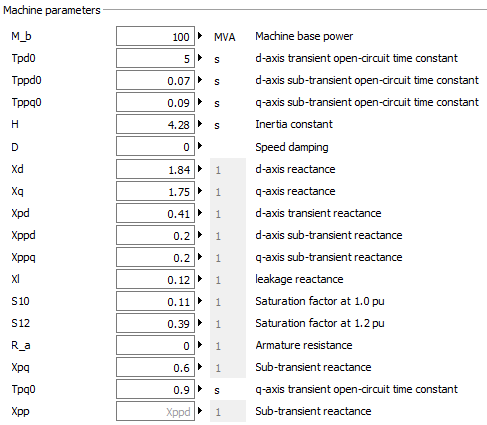 Machine parameters
M_b 100 MVA Machine base power
Tpd0 5 s d-axis transient open-circuit time constant
Tppd0 0.07 s d-axis sub-transient open-circuit time constant
Tppq0 0.09 s q-axis sub-transient open-circuit time constant
H 4.28 s Inertia constant
D 0 Speed damping
Xd 1.84 1 d-axis reactance
Xq 1.75 1 q-axis reactance
Xpd 0.41 1 d-axis transient reactance
Xppd 0.2 1 d-axis sub-transient reactance
Xppq 0.2 1 q-axis sub-transient reactance
Xl 0.12 1 leakage reactance
S10 0.11 1 Saturation factor at 1.0 pu
S12 0.39 1 Saturation factor at 1.2 pu
R_a 0 1 Armature resistance
Xpq 0.6 1 Sub-transient reactance
Tpq0 0.9 s q-axis transient open-circuit time constant
Xpp Xppd 1 Sub-transient reactance